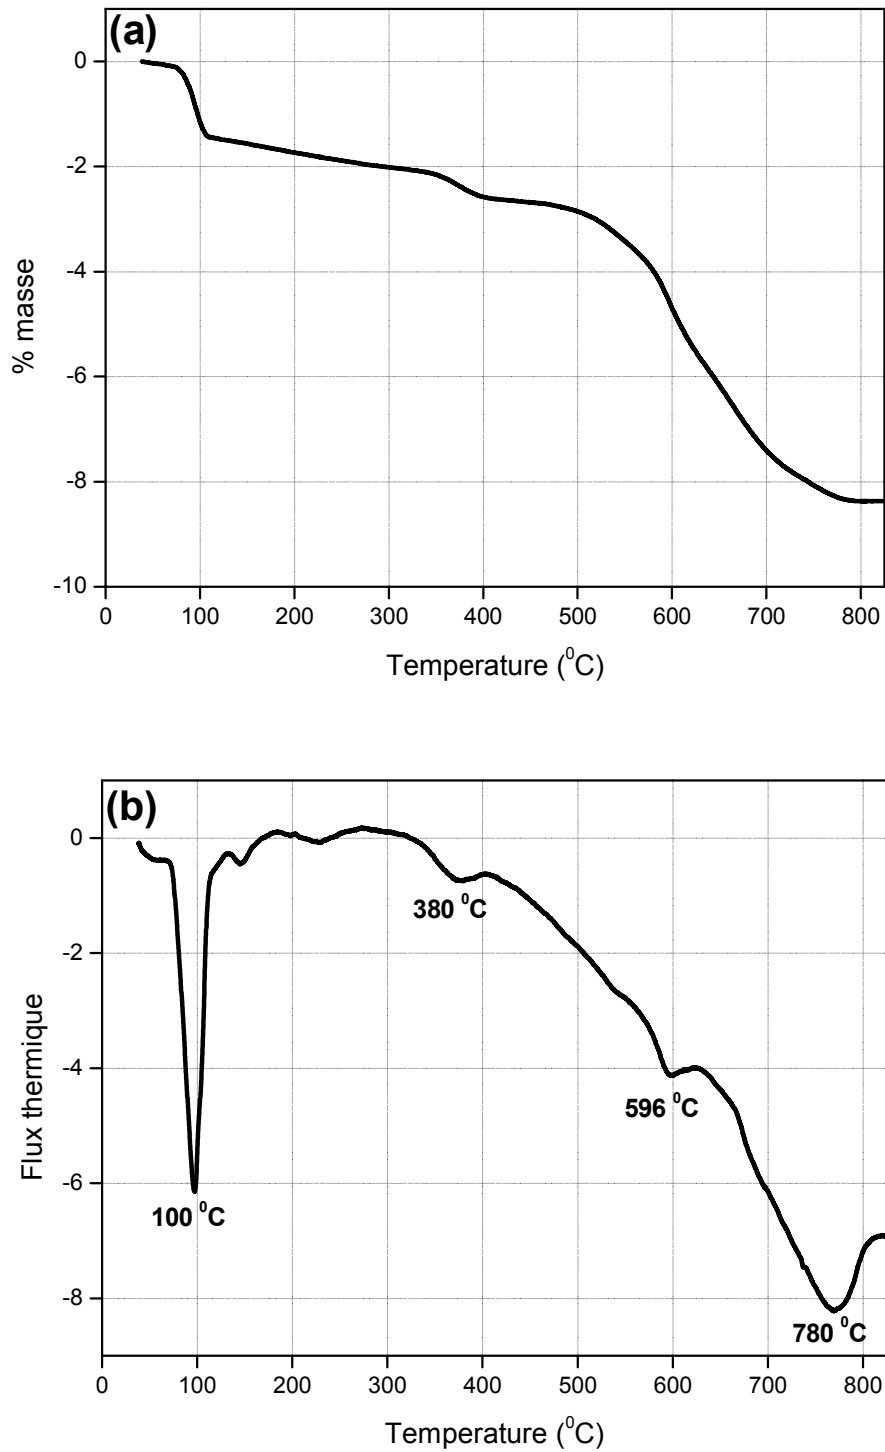 (a)
0
-2
-4
-6
-8
-10
% masse
0 100 200 300 400 500 600 700 800
Temperature (⁰C)
(b)
0
-2
-4
-6
-8
Flux thermique
380 ⁰C
596 ⁰C
100 ⁰C
780 ⁰C
0 100 200 300 400 500 600 700 800
Temperature (⁰C)